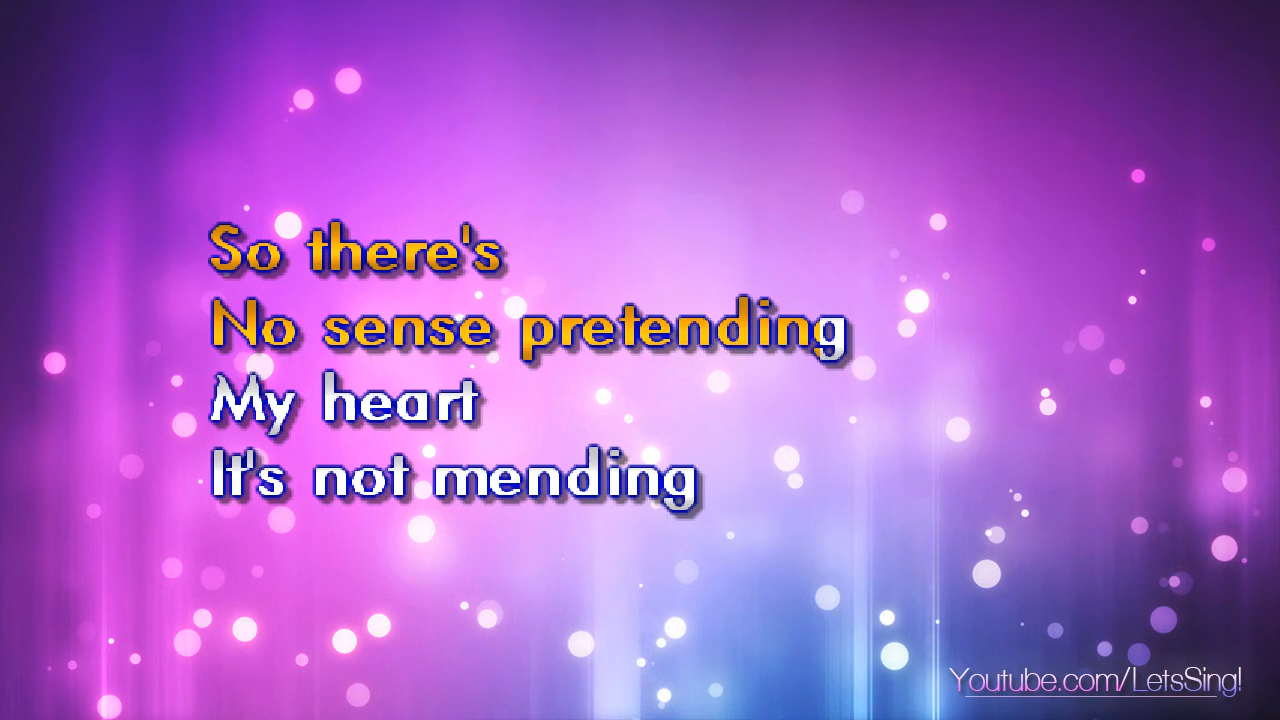 So there's
No sense pretending
My heart
It's not mending
Youtube.com/LetsSing!